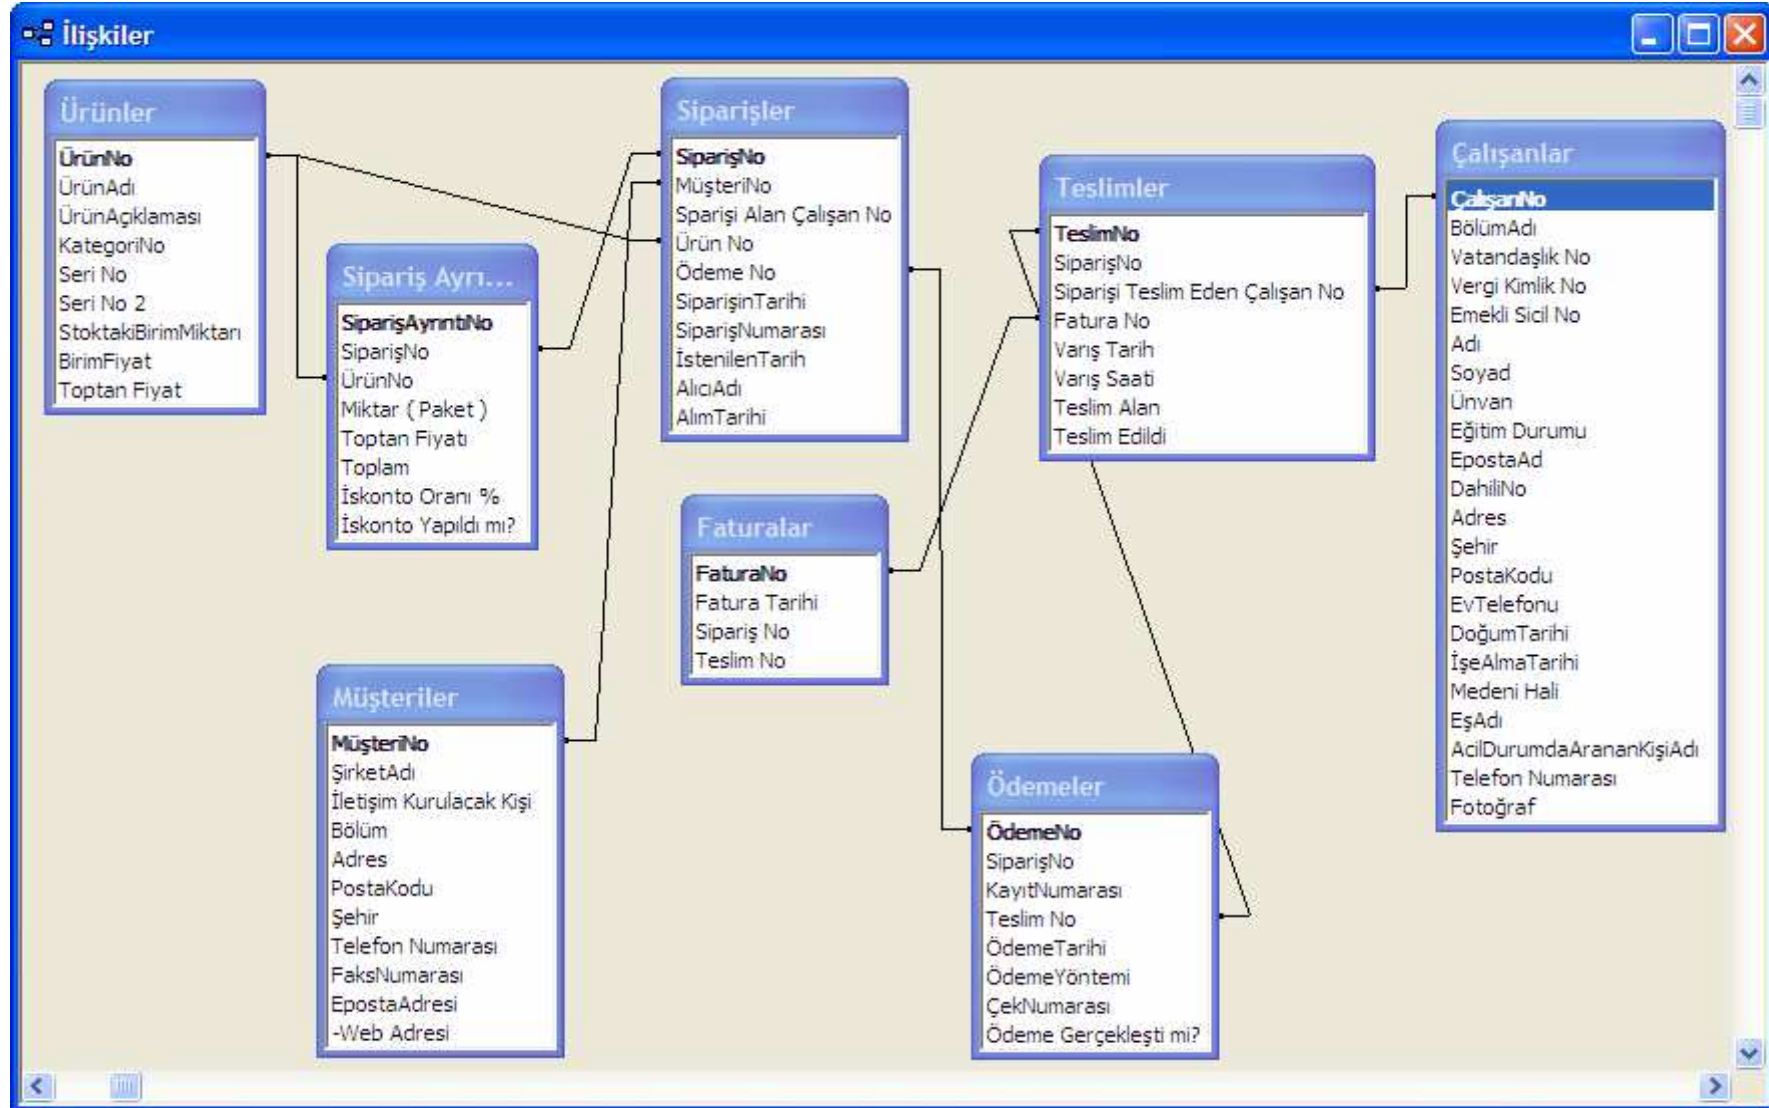 İlişkiler
Ürünler
ÜrünNo
ÜrünAdı
ÜrünAçıklaması
KategoriNo
Seri No
Seri No 2
StoktakiBirimMiktarı
BirimFiyat
Toptan Fiyat
Sipariş Ayrı...
SiparişAyrıntıNo
SiparişNo
ÜrünNo
Miktar ( Paket )
Toptan Fiyatı
Toplam
İskonto Oranı %
İskonto Yapıldı mı?
Müşteriler
MüşteriNo
ŞirketAdı
İletişim Kurulacak Kişi
Bölüm
Adres
PostaKodu
Şehir
Telefon Numarası
FaksNumarası
EpostaAdresi
-Web Adresi
Siparişler
SiparişNo
MüşteriNo
Sparişi Alan Çalışan No
Ürün No
Ödeme No
SiparişinTarihi
SiparişNumarası
İstenilenTarih
AlıcıAdı
AlımTarihi
Faturalar
FaturaNo
Fatura Tarihi
Sipariş No
Teslim No
Teslimler
TeslimNo
SiparişNo
Siparişi Teslim Eden Çalışan No
Fatura No
Varış Tarih
Varış Saati
Teslim Alan
Teslim Edildi
Ödemeler
ÖdemeNo
SiparişNo
KayıtNumarası
Teslim No
ÖdemeTarihi
ÖdemeYöntemi
ÇekNumarası
Ödeme Gerçekleşti mi?
Çalışanlar
ÇalışanNo
BölümAdı
Vatandaşlık No
Vergi Kimlik No
Emekli Sicil No
Adı
Soyad
Ünvan
Eğitim Durumu
EpostaAd
DahiliNo
Adres
Şehir
PostaKodu
EvTelefonu
DoğumTarihi
İşeAlmaTarihi
Medeni Hali
EşAdı
AcilDurumdaArananKişiAdı
Telefon Numarası
Fotoğraf